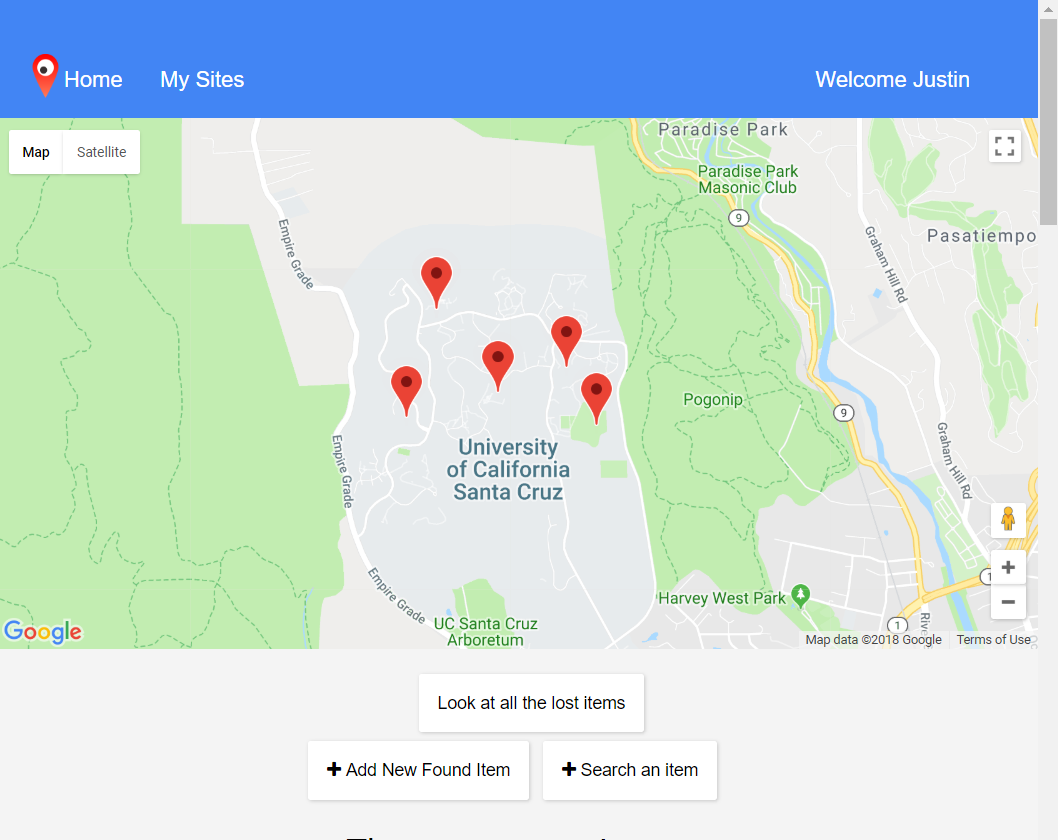 Home
My Sites
Welcome Justin
Map
Satellite
Paradise Park
Paradise Park
Masonic Club
9
Pasatiempo
Empire Grade
Graham Hill Rd
Pogonip
9
University
of California
Santa Cruz
Empire Grade
Graham Hill Rd
Empire Grade
1
Harvey West Park
UC Santa Cruz
Arboretum
1
Google
Map data ©2018 Google
Terms of Use
Look at all the lost items
Add New Found Item
Search an item